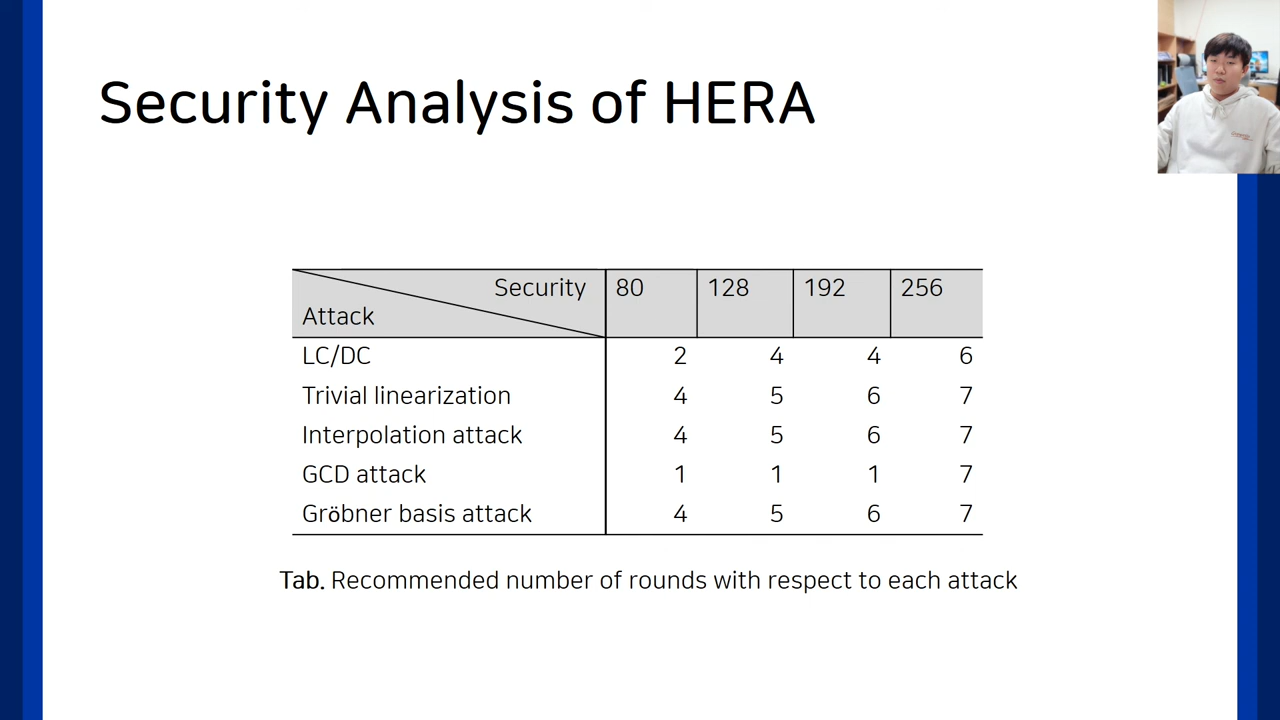 Security Analysis of HERA
Security 80 128 192 256
Attack
LC/DC 2 4 4 6
Trivial linearization 4 5 6 7
Interpolation attack 4 5 6 7
GCD attack 1 1 1 7
Gröbner basis attack 4 5 6 7
Tab. Recommended number of rounds with respect to each attack